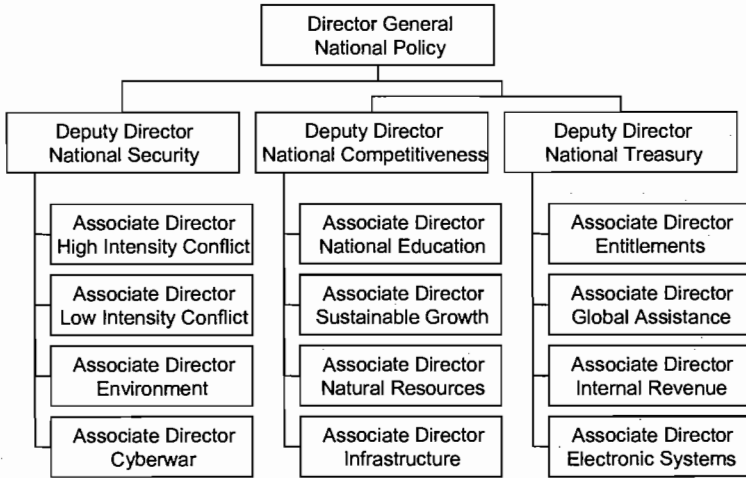 Director General
National Policy
Deputy Director
National Security
Deputy Director
National Competitiveness
Deputy Director
National Treasury
Associate Director
High Intensity Conflict
Associate Director
Low Intensity Conflict
Associate Director
Environment
Associate Director
Cyberwar
Associate Director
National Education
Associate Director
Sustainable Growth
Associate Director
Natural Resources
Associate Director
Infrastructure
Associate Director
Entitlements
Associate Director
Global Assistance
Associate Director
Internal Revenue
Associate Director
Electronic Systems